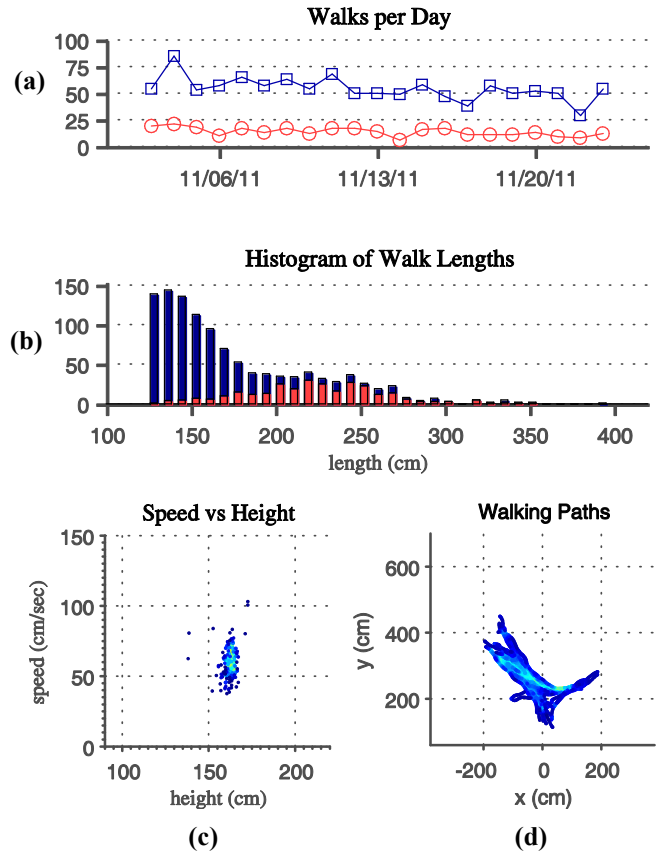 Walks per Day
(a)
100
75
50
25
0
11/06/11 11/13/11 11/20/11
Histogram of Walk Lengths
(b)
150
100
50
0
100 150 200 250 300 350 400
length (cm)
Speed vs Height
speed (cm/sec)
150
100
50
0
100 150 200
height (cm)
(c)
Walking Paths
y (cm)
600
400
200
-200 0 200
x (cm)
(d)